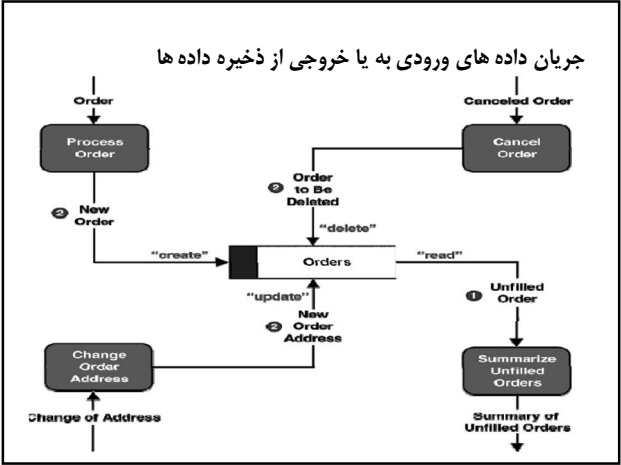 جریان داده های ورودی به یا خروجی از ذخیره داده ها
Order
Canceled Order
Process
Order
Cancel
Order
2 New
Order
2 Order
to Be
Deleted
"delete"
"create"
Orders
"read"
"update"
New
2 Order
Address
1 Unfilled
Order
Change
Order
Address
Summarize
Unfilled
Orders
Change of Address
Summary of
Unfilled Orders